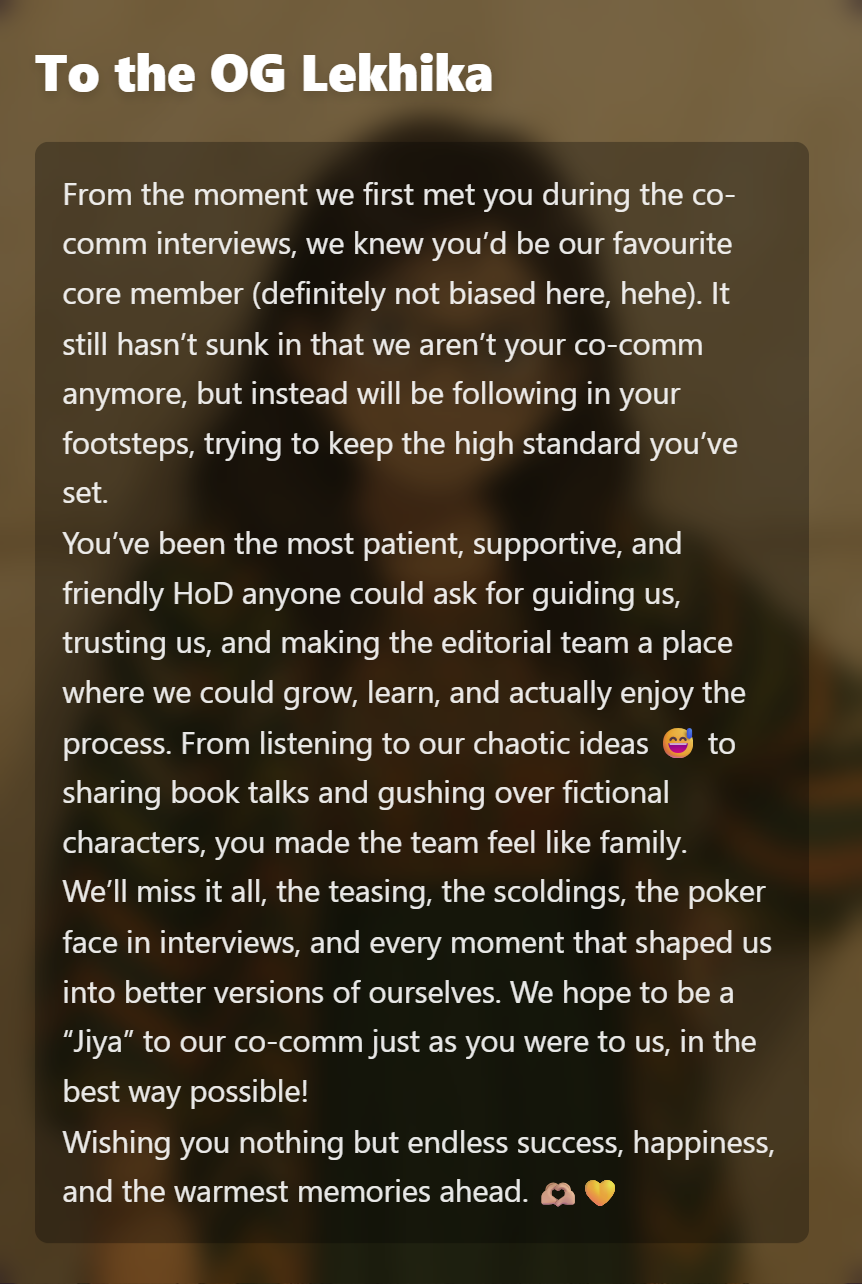 To the OG Lekhika
From the moment we first met you during the co-
comm interviews, we knew you’d be our favourite
core member (definitely not biased here, hehe). It
still hasn’t sunk in that we aren’t your co-comm
anymore, but instead will be following in your
footsteps, trying to keep the high standard you’ve
set.
You’ve been the most patient, supportive, and
friendly HoD anyone could ask for guiding us,
trusting us, and making the editorial team a place
where we could grow, learn, and actually enjoy the
process. From listening to our chaotic ideas 😅 to
sharing book talks and gushing over fictional
characters, you made the team feel like family.
We’ll miss it all, the teasing, the scoldings, the poker
face in interviews, and every moment that shaped us
into better versions of ourselves. We hope to be a
“Jiya” to our co-comm just as you were to us, in the
best way possible!
Wishing you nothing but endless success, happiness,
and the warmest memories ahead. 🫶🏼 💛